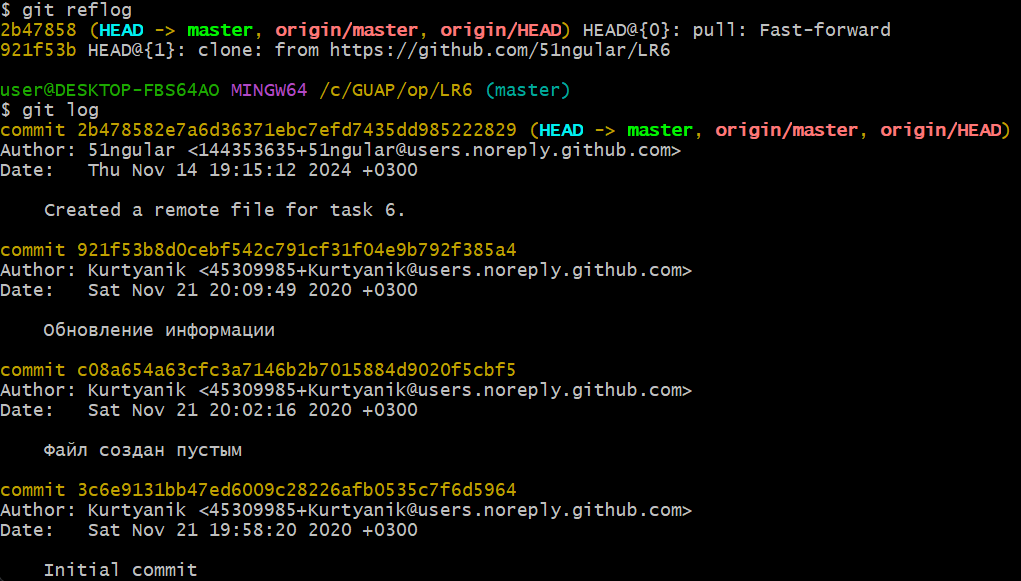 $ git reflog
2b47858 (HEAD -> master, origin/master, origin/HEAD) HEAD@{0}: pull: Fast-forward
921f53b HEAD@{1}: clone: from https://github.com/51ngular/LR6
user@DESKTOP-FBS64AO MINGW64 /c/GUAP/op/LR6 (master)
$ git log
commit 2b478582e7a6d36371ebc7efd7435dd985222829 (HEAD -> master, origin/master, origin/HEAD)
Author: 51ngular <144353635+51ngular@users.noreply.github.com>
Date:   Thu Nov 14 19:15:12 2024 +0300
    Created a remote file for task 6.
commit 921f53b8d0cebf542c791cf31f04e9b792f385a4
Author: Kurtyanik <45309985+Kurtyanik@users.noreply.github.com>
Date:   Sat Nov 21 20:09:49 2020 +0300
    Обновление информации
commit c08a654a63cfc3a7146b2b7015884d9020f5cbf5
Author: Kurtyanik <45309985+Kurtyanik@users.noreply.github.com>
Date:   Sat Nov 21 20:02:16 2020 +0300
    Файл создан пустым
commit 3c6e9131bb47ed6009c28226afb0535c7f6d5964
Author: Kurtyanik <45309985+Kurtyanik@users.noreply.github.com>
Date:   Sat Nov 21 19:58:20 2020 +0300
    Initial commit